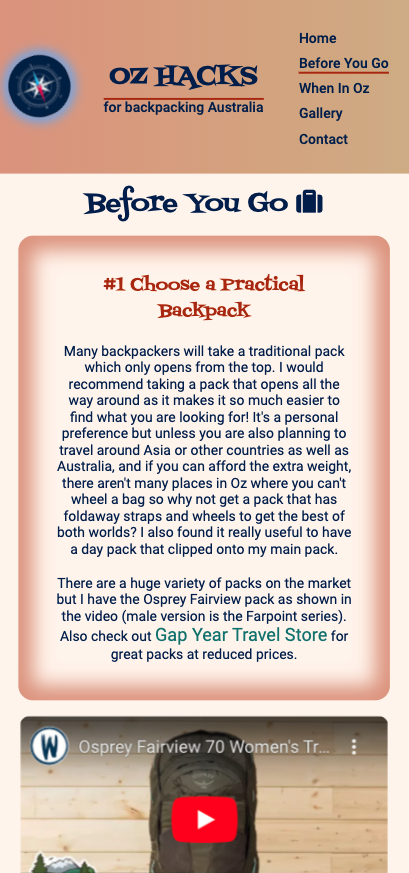 OZ HACKS
for backpacking Australia
Home
Before You Go
When In Oz
Gallery
Contact
Before You Go
#1 Choose a Practical
Backpack
Many backpackers will take a traditional pack
which only opens from the top. I would
recommend taking a pack that opens all the
way around as it makes it so much easier to
find what you are looking for! It's a personal
preference but unless you are also planning to
travel around Asia or other countries as well as
Australia, and if you can afford the extra weight,
there aren't many places in Oz where you can't
wheel a bag so why not get a pack that has
foldaway straps and wheels to get the best of
both worlds? I also found it really useful to have
a day pack that clipped onto my main pack.
There are a huge variety of packs on the market
but I have the Osprey Fairview pack as shown in
the video (male version is the Farpoint series).
Also check out Gap Year Travel Store for
great packs at reduced prices.
W
Osprey Fairview 70 Women's Tr...